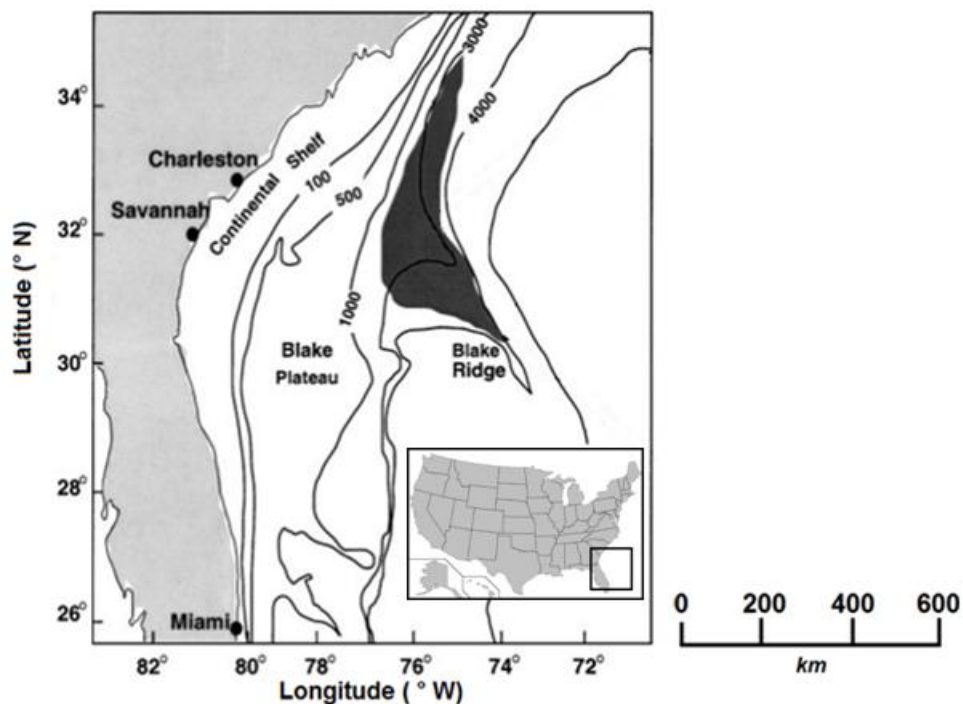 3000
34°
4000
Charleston
Continental Shelf
100
500
Savannah
32°
1000
Latitude (° N)
Blake
Plateau
Blake
Ridge
30°
28°
26°
Miami
0 200 400 600
km
82° 80° 78° 76° 74° 72°
Longitude (° W)